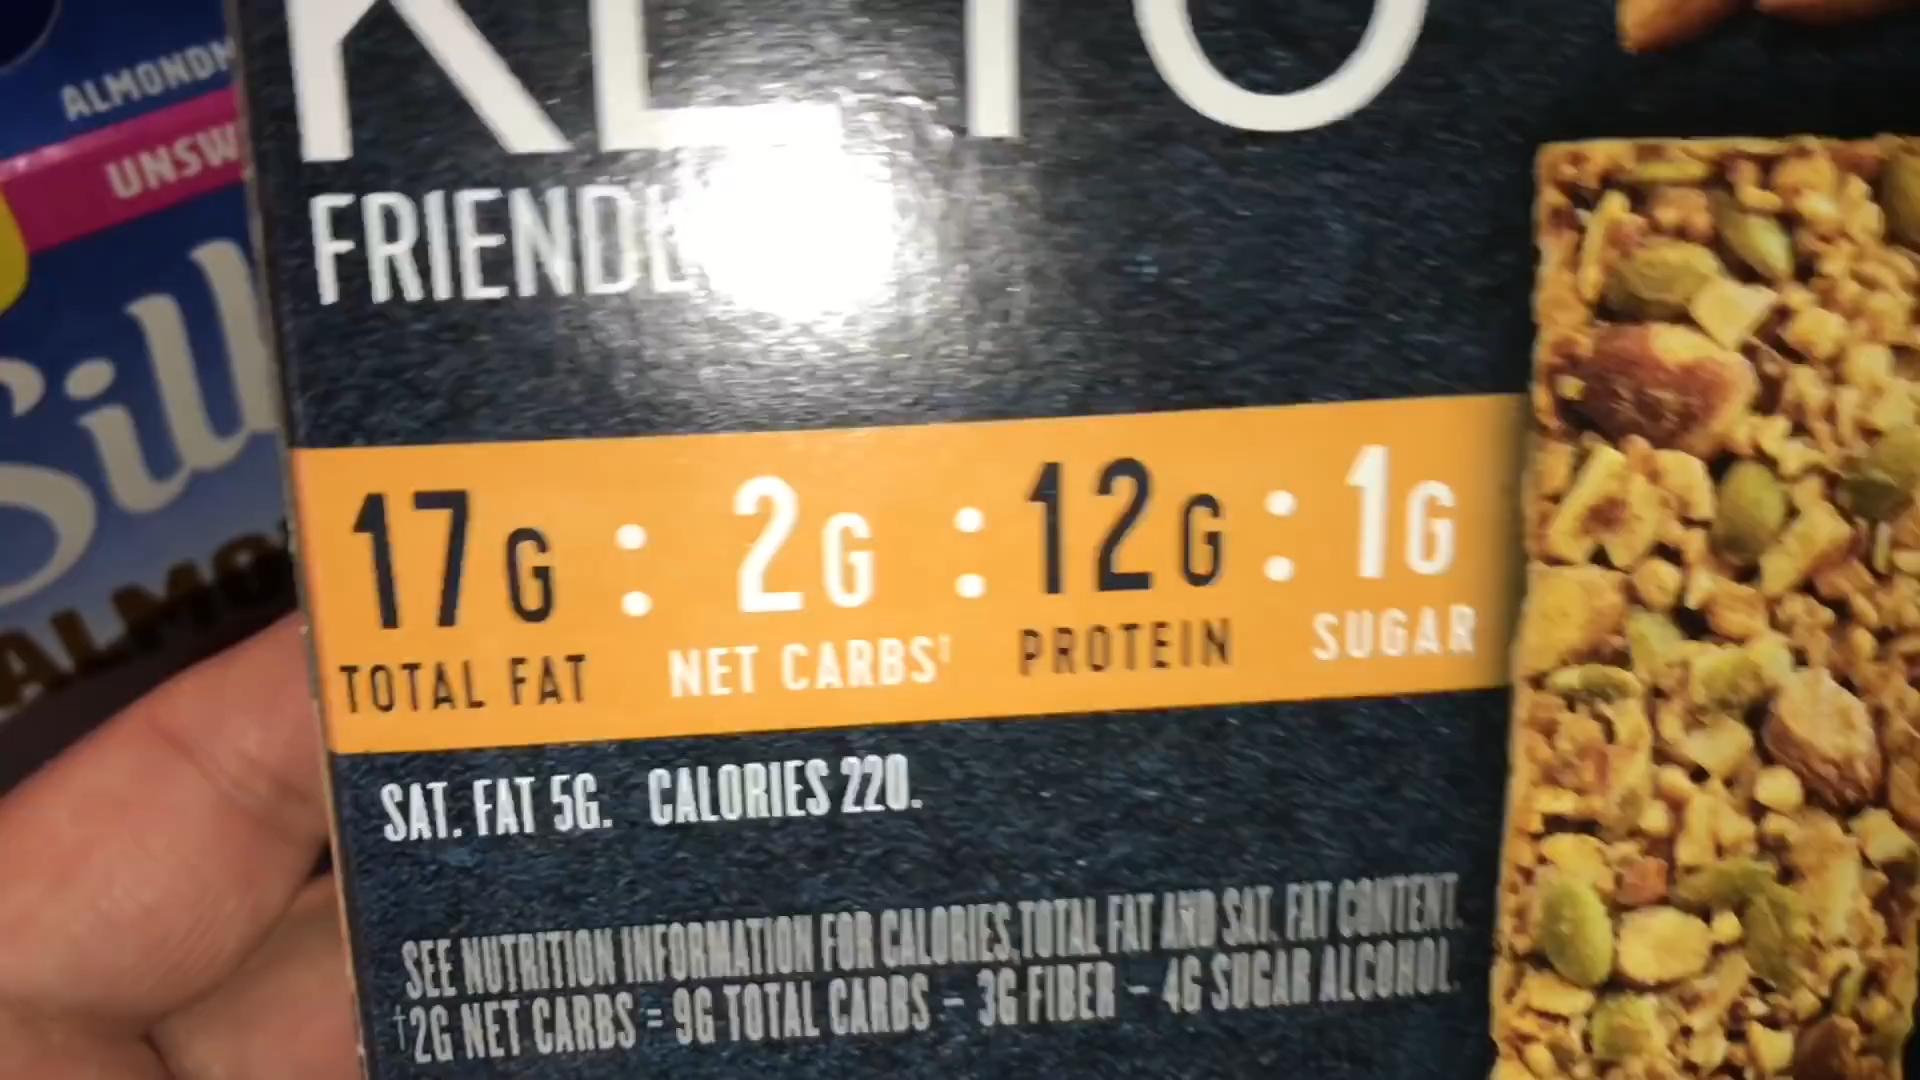 KETO
FRIENDL
17G : 2G : 12G : 1G
TOTAL FAT NET CARBS† PROTEIN SUGAR
SAT. FAT 5G. CALORIES 220.
SEE NUTRITION INFORMATION FOR CALORIES, TOTAL FAT AND SAT. FAT CONTENT.
†2G NET CARBS = 9G TOTAL CARBS - 3G FIBER - 4G SUGAR ALCOHOL.
ALMONDM
UNSW
Silk
ALMO